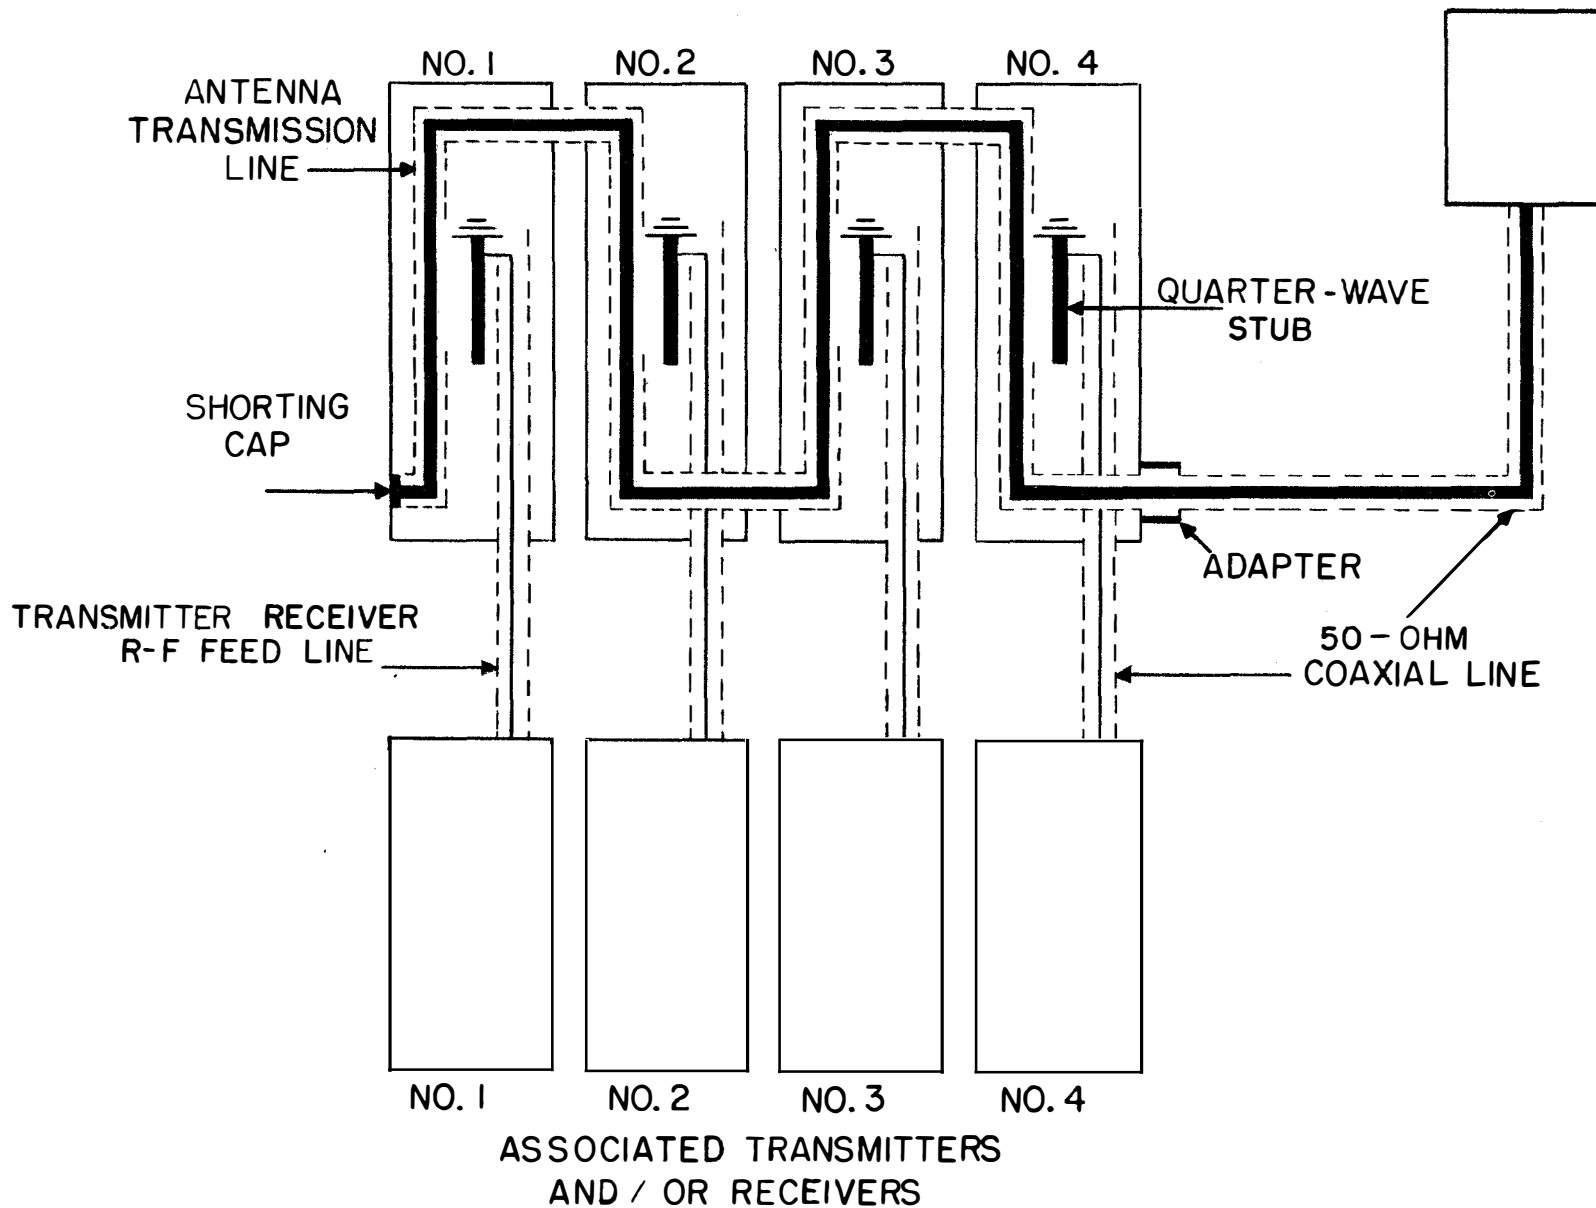 NO. 1
NO. 2
NO. 3
NO. 4
ANTENNA
TRANSMISSION
LINE
QUARTER-WAVE
STUB
SHORTING
CAP
ADAPTER
TRANSMITTER RECEIVER
R-F FEED LINE
50-OHM
COAXIAL LINE
NO. 1
NO. 2
NO. 3
NO. 4
ASSOCIATED TRANSMITTERS
AND / OR RECEIVERS